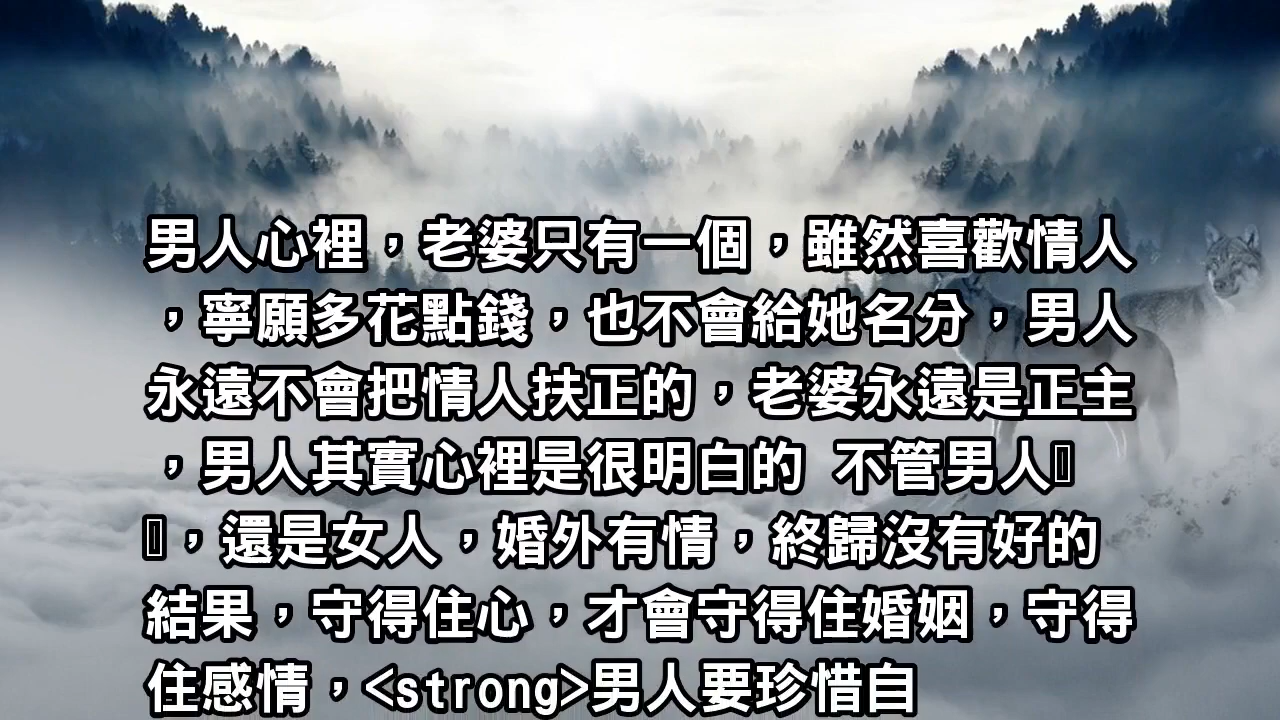 男人心裡，老婆只有一個，雖然喜歡情人
，寧願多花點錢，也不會給她名分，男人
永遠不會把情人扶正的，老婆永遠是正主
，男人其實心裡是很明白的 不管男人
，還是女人，婚外有情，終歸沒有好的
結果，守得住心，才會守得住婚姻，守得
住感情，<strong>男人要珍惜自